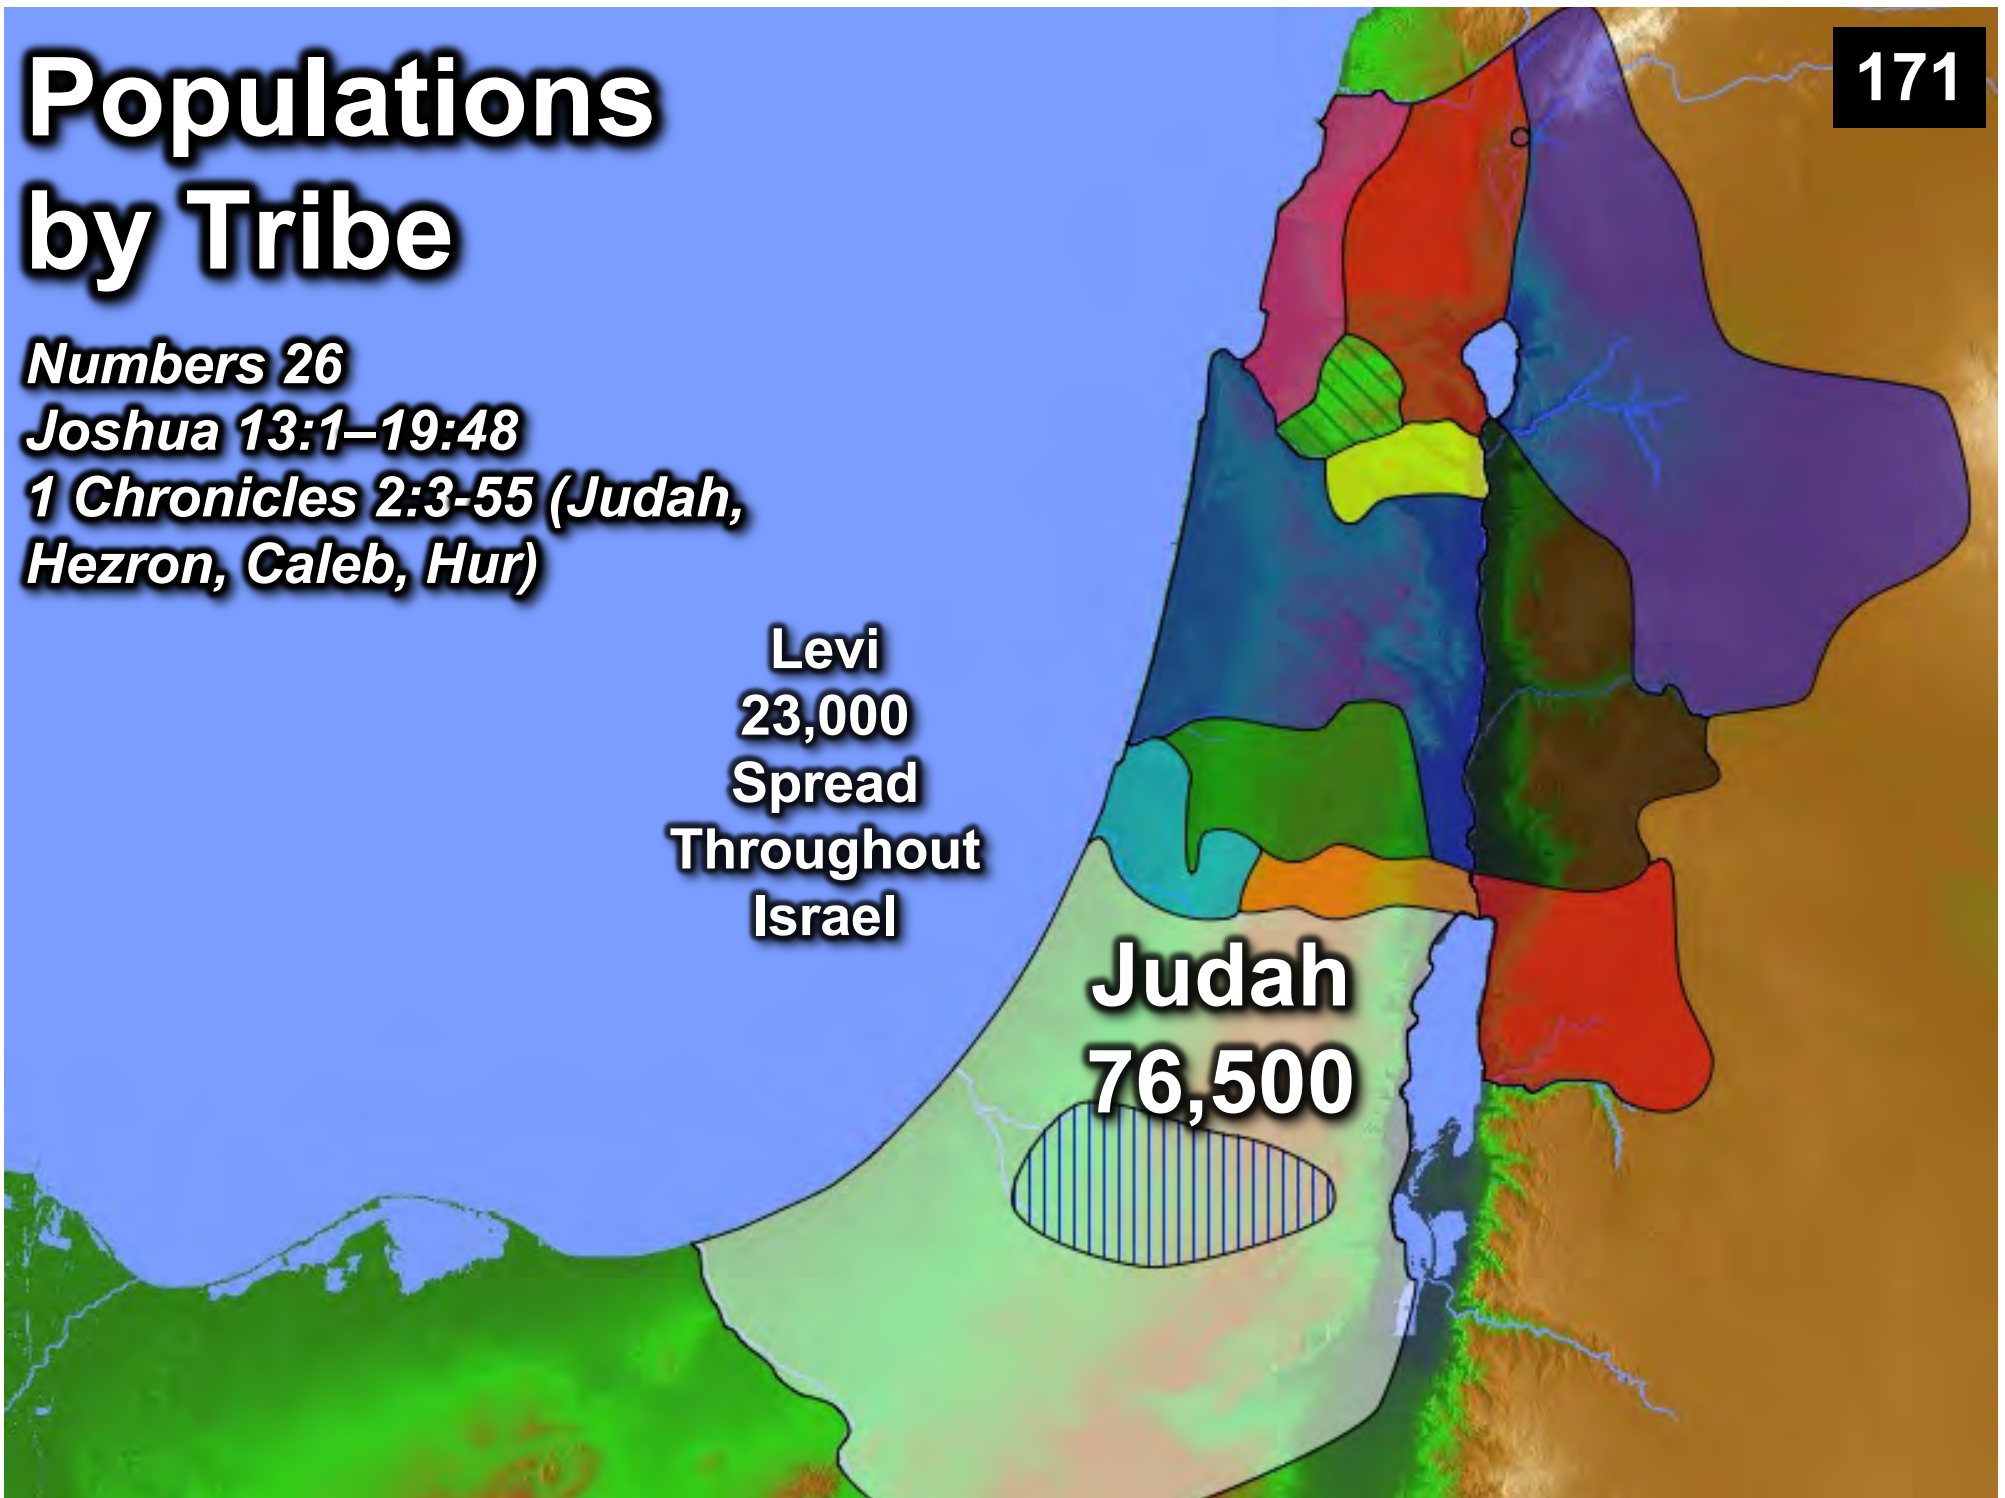 Populations
by Tribe
171
Numbers 26
Joshua 13:1–19:48
1 Chronicles 2:3-55 (Judah,
Hezron, Caleb, Hur)
Levi
23,000
Spread
Throughout
Israel
Judah
76,500